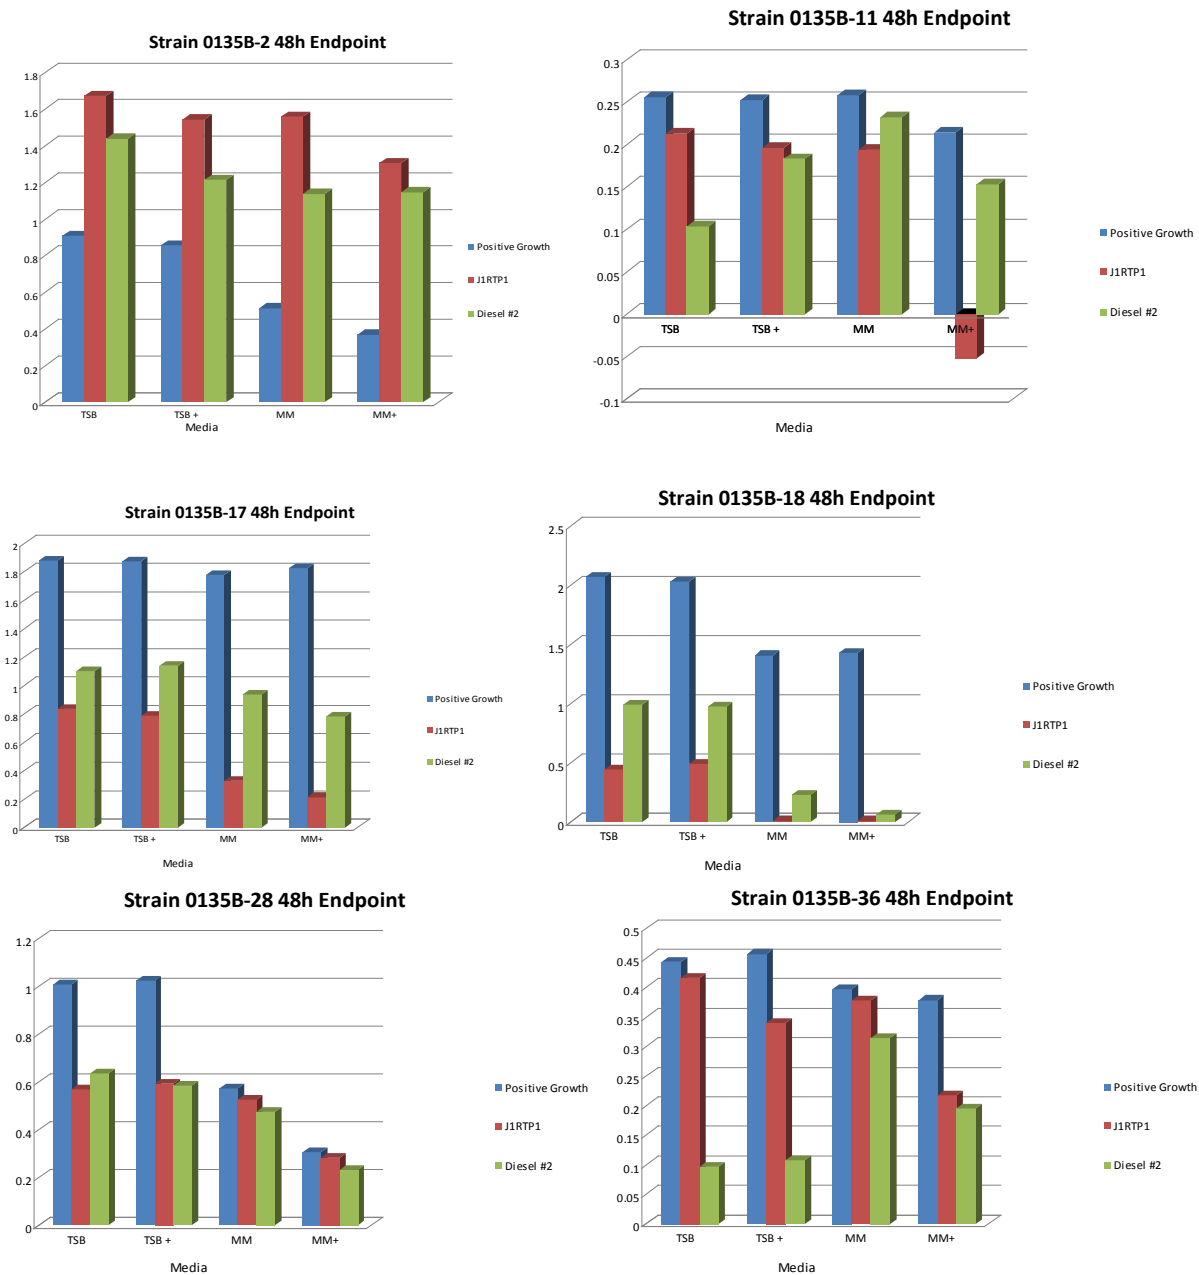 Strain 0135B-2 48h Endpoint
1.8
1.6
1.4
1.2
1
0.8
0.6
0.4
0.2
0
TSB TSB + MM MM+
Media
Positive Growth
J1RTP1
Diesel #2
Strain 0135B-11 48h Endpoint
0.3
0.25
0.2
0.15
0.1
0.05
0
-0.05
-0.1
TSB TSB + MM MM+
Media
Positive Growth
J1RTP1
Diesel #2
Strain 0135B-17 48h Endpoint
2
1.8
1.6
1.4
1.2
1
0.8
0.6
0.4
0.2
0
TSB TSB + MM MM+
Media
Positive Growth
J1RTP1
Diesel #2
Strain 0135B-18 48h Endpoint
2.5
2
1.5
1
0.5
0
TSB TSB + MM MM+
Media
Positive Growth
J1RTP1
Diesel #2
Strain 0135B-28 48h Endpoint
1.2
1
0.8
0.6
0.4
0.2
0
TSB TSB + MM MM+
Media
Positive Growth
J1RTP1
Diesel #2
Strain 0135B-36 48h Endpoint
0.5
0.45
0.4
0.35
0.3
0.25
0.2
0.15
0.1
0.05
0
TSB TSB + MM MM+
Media
Positive Growth
J1RTP1
Diesel #2